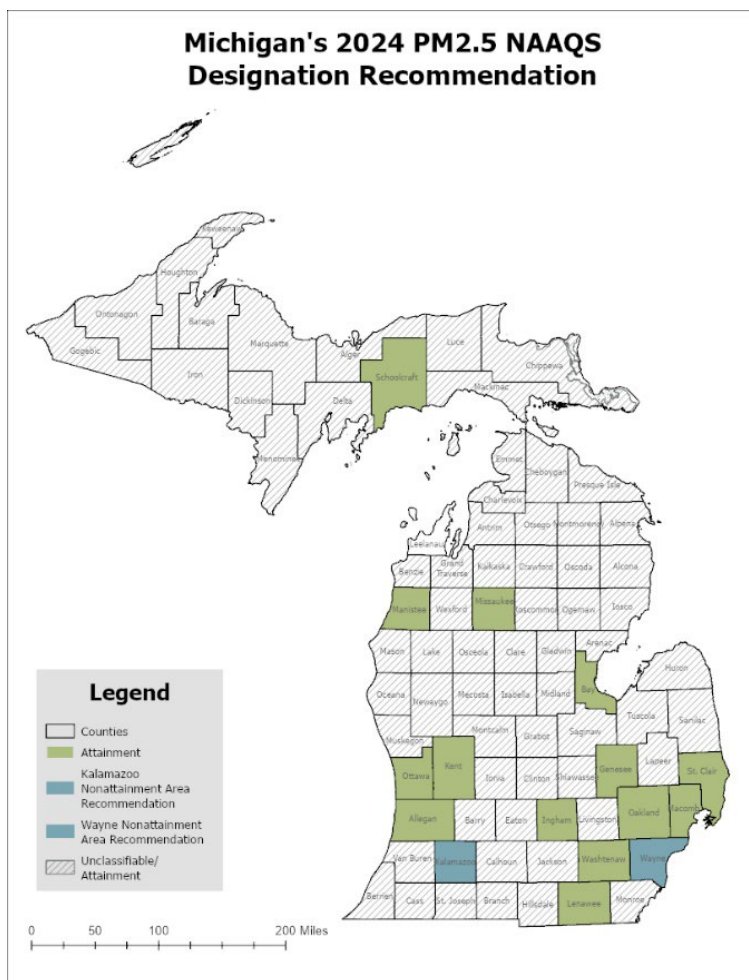 Michigan's 2024 PM2.5 NAAQS
Designation Recommendation
Keweenaw
Houghton
Ontonagon
Baraga
Gogebic
Marquette
Iron
Dickinson
Menominee
Alger
Delta
Schoolcraft
Luce
Chippewa
Mackinac
Emmet
Cheboygan
Presque Isle
Charlevoix
Antrim
Otsego
Montmorency
Alpena
Leelanau
Benzie
Grand
Traverse
Kalkaska
Crawford
Oscoda
Alcona
Manistee
Wexford
Missaukee
Roscommon
Ogemaw
Iosco
Arenac
Mason
Lake
Osceola
Clare
Gladwin
Huron
Bay
Oceana
Newaygo
Mecosta
Isabella
Midland
Tuscola
Sanilac
Saginaw
Montcalm
Gratiot
Muskegon
Kent
Ottawa
Ionia
Clinton
Shiawassee
Genesee
Lapeer
St. Clair
Allegan
Barry
Eaton
Ingham
Livingston
Oakland
Macomb
Van Buren
Kalamazoo
Calhoun
Jackson
Washtenaw
Wayne
Berrien
Cass
St. Joseph
Branch
Hillsdale
Lenawee
Monroe
Legend
Counties
Attainment
Kalamazoo
Nonattainment Area
Recommendation
Wayne Nonattainment
Area Recommendation
Unclassifiable/
Attainment
0 50 100 200 Miles